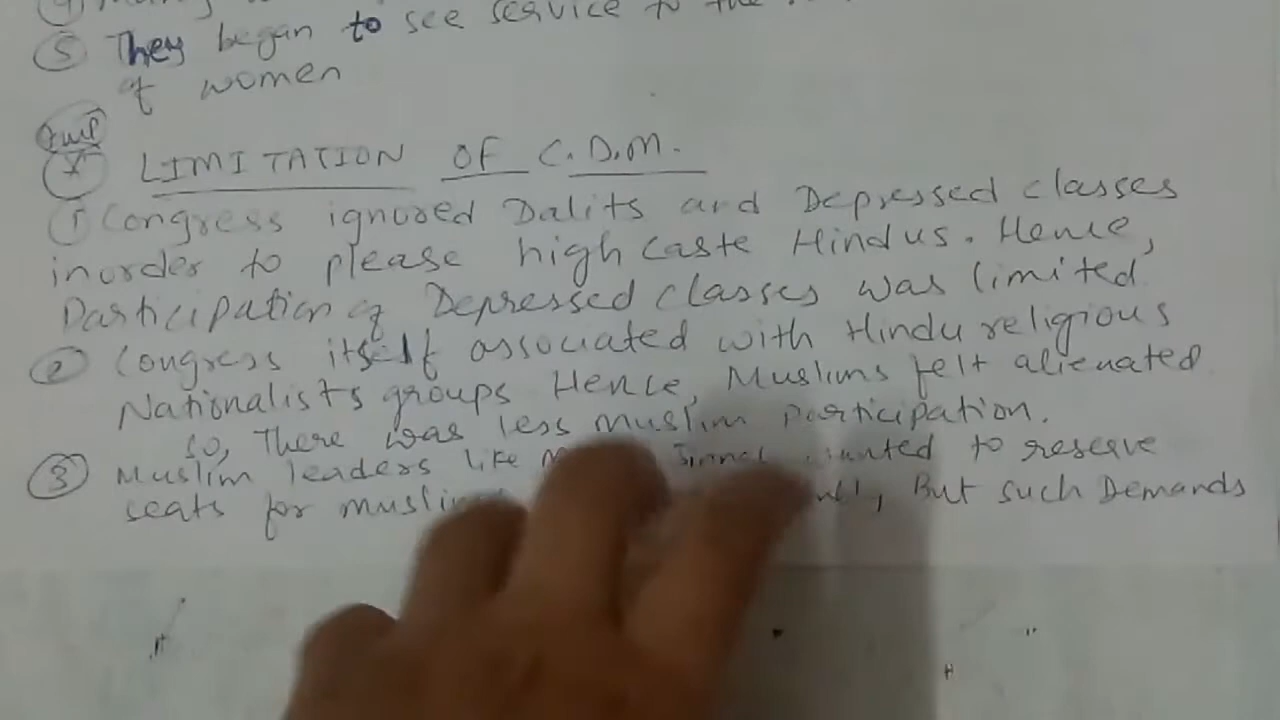 ⑤ They began to see service to the
of women
Imp
* LIMITATION OF C.D.M.
① Congress ignored Dalits and Depressed classes
inorder to please high caste Hindus. Hence,
Participation of Depressed classes was limited
② Congress itself associated with Hindu religious
Nationalists groups Hence, Muslims felt alienated
so, There was less muslim participation.
③ Muslim leaders like Jinnah wanted to reserve
seats for muslims But such Demands